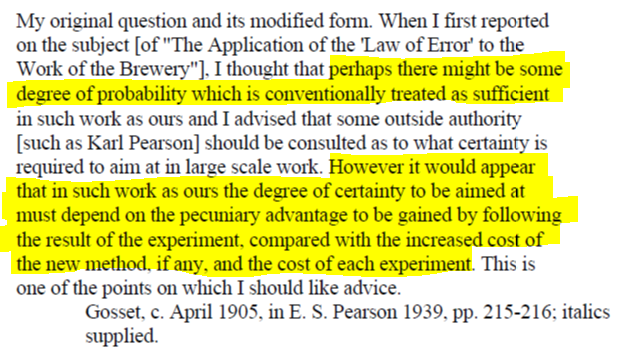 My original question and its modified form. When I first reported
on the subject [of "The Application of the 'Law of Error' to the
Work of the Brewery"], I thought that perhaps there might be some
degree of probability which is conventionally treated as sufficient
in such work as ours and I advised that some outside authority
[such as Karl Pearson] should be consulted as to what certainty is
required to aim at in large scale work. However it would appear
that in such work as ours the degree of certainty to be aimed at
must depend on the pecuniary advantage to be gained by following
the result of the experiment, compared with the increased cost of
the new method, if any, and the cost of each experiment. This is
one of the points on which I should like advice.
Gosset, c. April 1905, in E. S. Pearson 1939, pp. 215-216; italics
supplied.